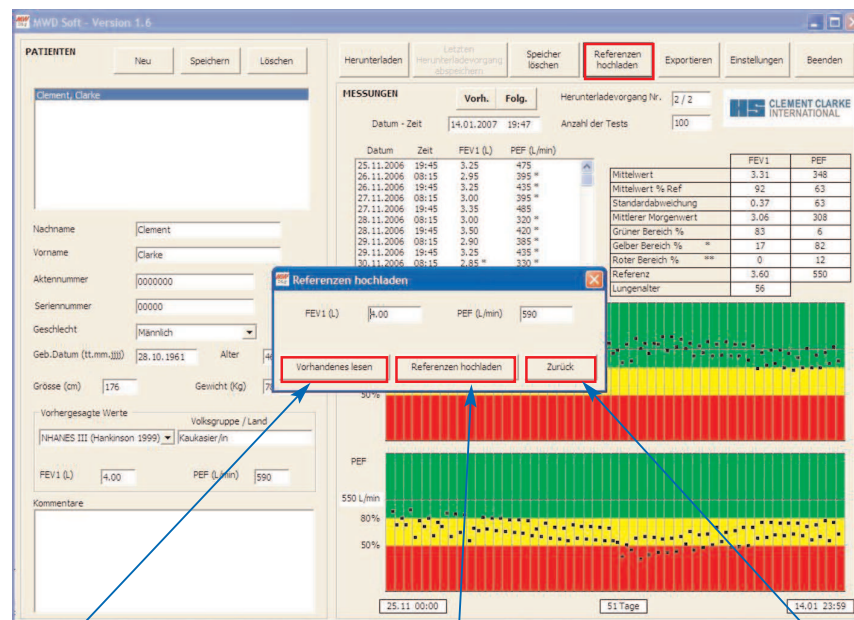 MWD Soft - Version 1.6
PATIENTEN
Neu
Speichern
Löschen
Clement, Clarke
Nachname
Clement
Vorname
Clarke
Aktennummer
0000000
Seriennummer
00000
Geschlecht
Männlich
Geb.Datum (tt.mm.jjjj)
28.10.1961
Alter
Grösse (cm)
176
Gewicht (Kg)
Vorhergesagte Werte
Volksgruppe / Land
NHANES III (Hankinson 1999)
Kaukasier/in
FEV1 (L)
4.00
PEF (L/min)
590
Kommentare
Herunterladen
Letzten Herunterladevorgang abspeichern
Speicher löschen
Referenzen hochladen
Exportieren
Einstellungen
Beenden
MESSUNGEN
Vorh.
Folg.
Herunterladevorgang Nr.
2 / 2
Datum - Zeit
14.01.2007 19:47
Anzahl der Tests
100
CLEMENT CLARKE
INTERNATIONAL
Datum Zeit FEV1 (L) PEF (L/min)
25.11.2006 19:45 3.25 475
26.11.2006 08:15 2.95 395 *
26.11.2006 19:45 3.25 435 *
27.11.2006 08:15 3.00 395 *
27.11.2006 19:45 3.35 485
28.11.2006 08:15 3.00 320 *
28.11.2006 19:45 3.50 420 *
29.11.2006 08:15 2.90 385 *
29.11.2006 19:45 3.25 435 *
30.11.2006 08:15 2.85 * 330 *
FEV1 PEF
Mittelwert 3.31 348
Mittelwert % Ref 92 63
Standardabweichung 0.37 63
Mittlerer Morgenwert 3.06 308
Grüner Bereich % 83 6
Gelber Bereich % * 17 82
Roter Bereich % ** 0 12
Referenz 3.60 550
Lungenalter 56
Referenzen hochladen
FEV1 (L)
4.00
PEF (L/min)
590
Vorhandenes lesen
Referenzen hochladen
Zurück
50%
PEF
550 L/min
80%
50%
25.11 00:00
51 Tage
14.01 23:59